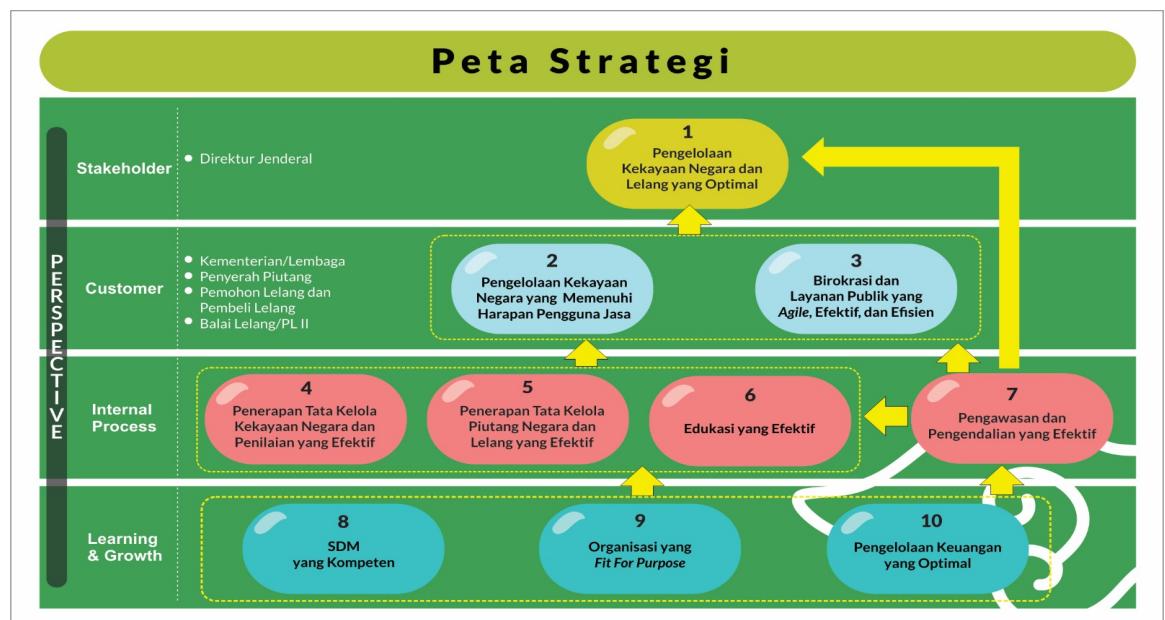 Peta Strategi
PERSPECTIVE
Stakeholder
Direktur Jenderal
1
Pengelolaan
Kekayaan Negara dan
Lelang yang Optimal
Customer
Kementerian/Lembaga
Penyerah Piutang
Pemohon Lelang dan
Pembeli Lelang
Balai Lelang/PL II
2
Pengelolaan Kekayaan
Negara yang Memenuhi
Harapan Pengguna Jasa
3
Birokrasi dan
Layanan Publik yang
Agile, Efektif, dan Efisien
Internal
Process
4
Penerapan Tata Kelola
Kekayaan Negara dan
Penilaian yang Efektif
5
Penerapan Tata Kelola
Piutang Negara dan
Lelang yang Efektif
6
Edukasi yang Efektif
7
Pengawasan dan
Pengendalian yang Efektif
Learning
& Growth
8
SDM
yang Kompeten
9
Organisasi yang
Fit For Purpose
10
Pengelolaan Keuangan
yang Optimal